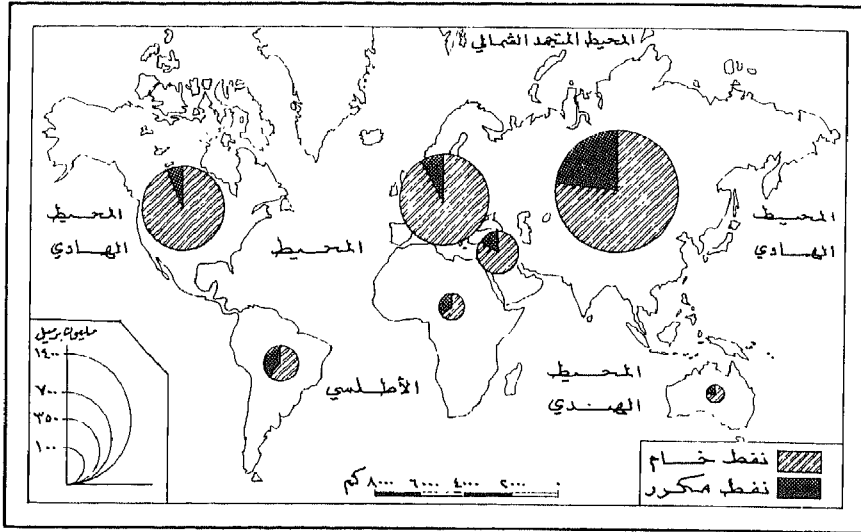 المحيط المتجمد الشمالي
المحيط
الهادي
المحيط
الأطلسي
المحيط
الهادي
المحيط
الهندي
مليون برميل
١٤٠٠
٧٠٠
٣٥٠
١٠٠
٨٠٠٠ ٦٠٠٠ ٤٠٠٠ ٢٠٠٠ ٠ كم
نفط خام
نفط مكرر